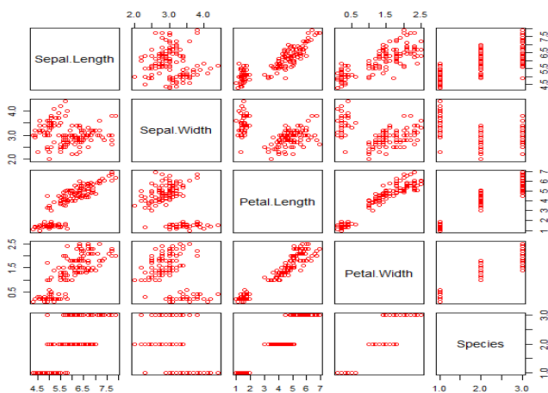 2.0 3.0 4.0
0.5 1.5 2.5
Sepal.Length
4.5 5.5 6.5 7.5
2.0 3.0 4.0
Sepal.Width
Petal.Length
1 2 3 4 5 6 7
0.5 1.5 2.5
Petal.Width
Species
1.0 2.0 3.0
4.5 5.5 6.5 7.5
1 2 3 4 5 6 7
1.0 2.0 3.0